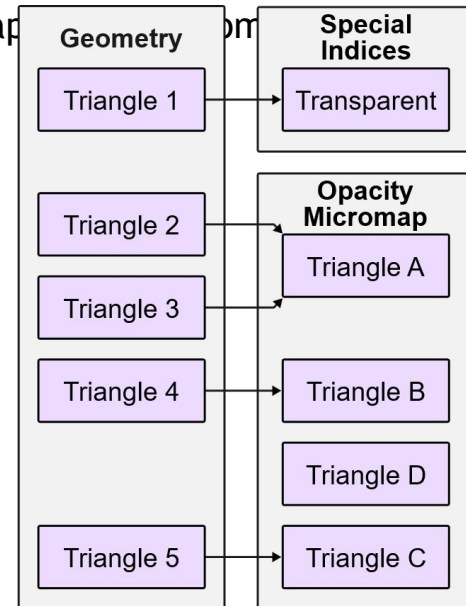 Geometry
Triangle 1
Triangle 2
Triangle 3
Triangle 4
Triangle 5
Special
Indices
Transparent
Opacity
Micromap
Triangle A
Triangle B
Triangle D
Triangle C